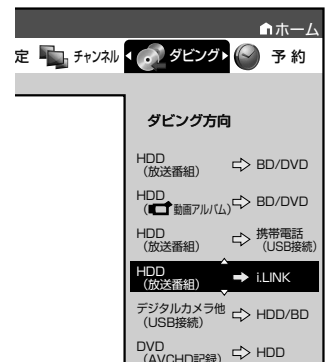 ホーム
定 チャンネル ダビング 予約
ダビング方向
HDD
（放送番組） ⇨ BD/DVD
HDD
（動画アルバム） ⇨ BD/DVD
HDD ⇨ 携帯電話
（放送番組） （USB接続）
HDD
（放送番組） ➡ i.LINK
デジタルカメラ他 ⇨ HDD/BD
（USB接続）
DVD ⇨ HDD
（AVCHD記録）